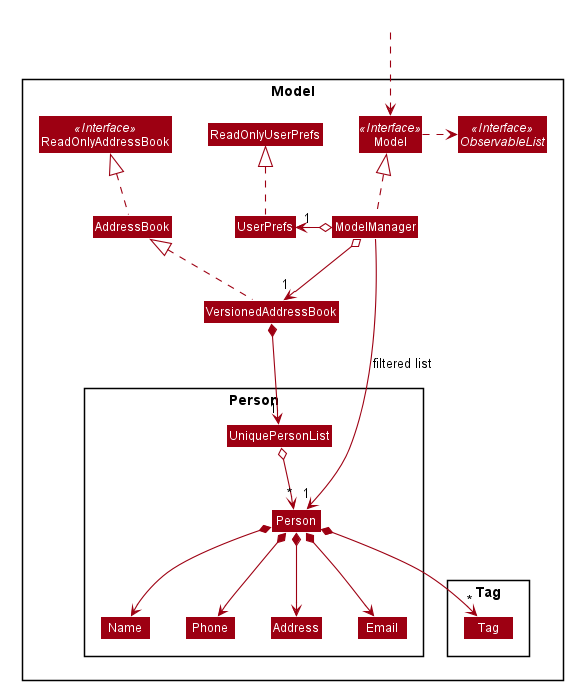 Model
«Interface»
ReadOnlyAddressBook
ReadOnlyUserPrefs
«Interface»
Model
«Interface»
ObservableList
AddressBook
UserPrefs
1
ModelManager
1
VersionedAddressBook
filtered list
Person
1
UniquePersonList
*
1
Person
Tag
*
Name
Phone
Address
Email
Tag